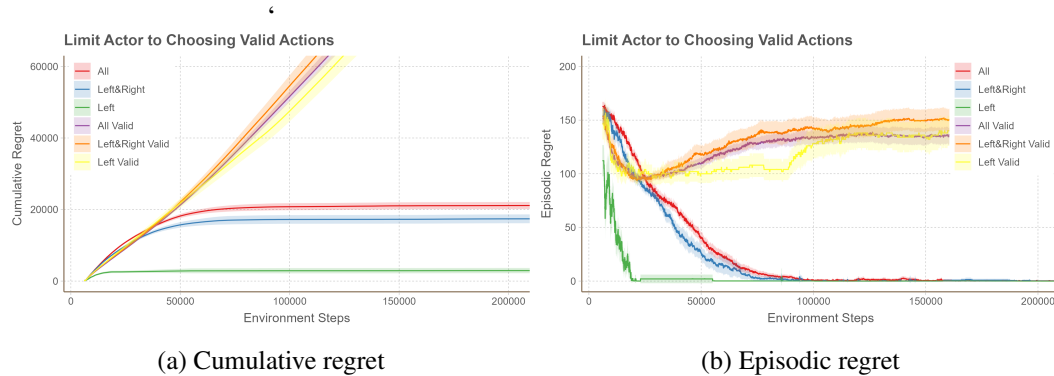 ‘
Limit Actor to Choosing Valid Actions
60000
40000
20000
0
Cumulative Regret
All
Left&Right
Left
All Valid
Left&Right Valid
Left Valid
0
50000
100000
150000
200000
Environment Steps
(a) Cumulative regret
Limit Actor to Choosing Valid Actions
200
150
100
50
0
Episodic Regret
All
Left&Right
Left
All Valid
Left&Right Valid
Left Valid
0
50000
100000
150000
200000
Environment Steps
(b) Episodic regret